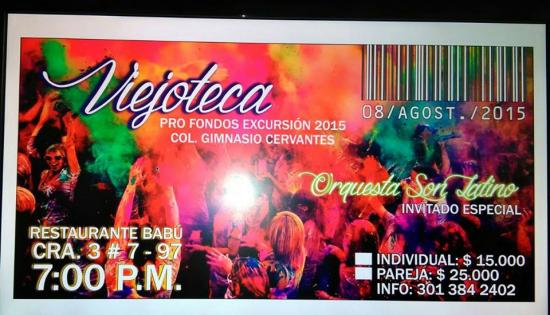 Viejoteca
PRO FONDOS EXCURSIÓN 2015
COL. GIMNASIO CERVANTES
08/AGOST./2015
Orquesta Son Latino
INVITADO ESPECIAL
RESTAURANTE BABÚ
CRA. 3 # 7 - 97
7:00 P.M.
INDIVIDUAL: $ 15.000
PAREJA: $ 25.000
INFO: 301 384 2402